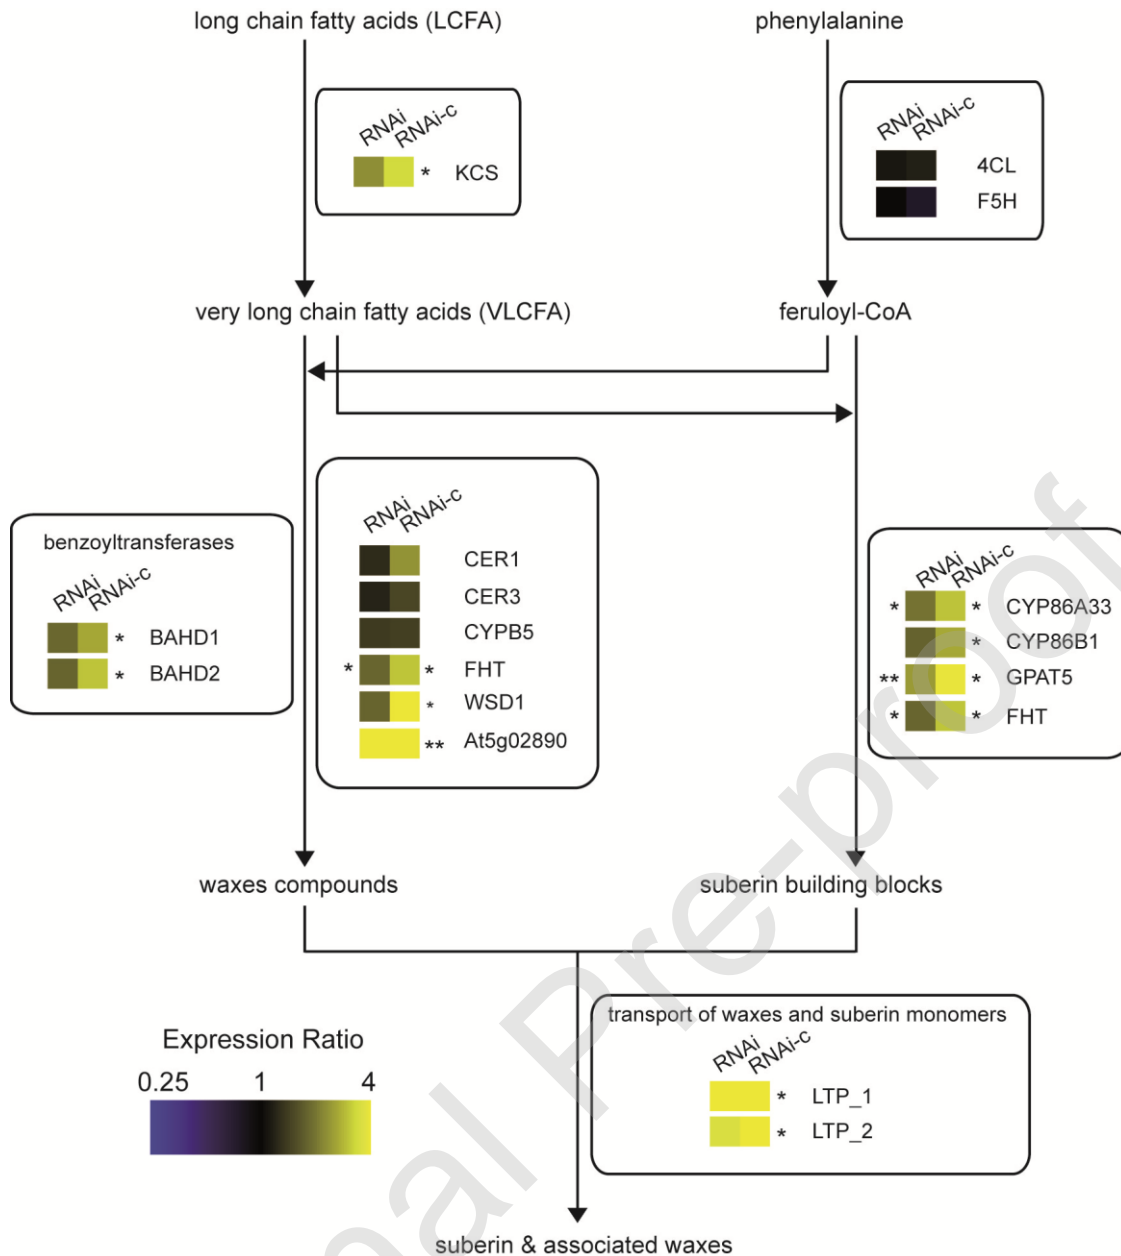 long chain fatty acids (LCFA)
phenylalanine
RNAi
RNAi-c
* KCS
RNAi
RNAi-c
4CL
F5H
very long chain fatty acids (VLCFA)
feruloyl-CoA
benzoyltransferases
RNAi
RNAi-c
* BAHD1
* BAHD2
RNAi
RNAi-c
CER1
CER3
CYPB5
* * FHT
* WSD1
** At5g02890
RNAi
RNAi-c
* * CYP86A33
* CYP86B1
** * GPAT5
* * FHT
waxes compounds
suberin building blocks
transport of waxes and suberin monomers
RNAi
RNAi-c
* LTP_1
* LTP_2
Expression Ratio
0.25 1 4
suberin & associated waxes
nal Pre-proof